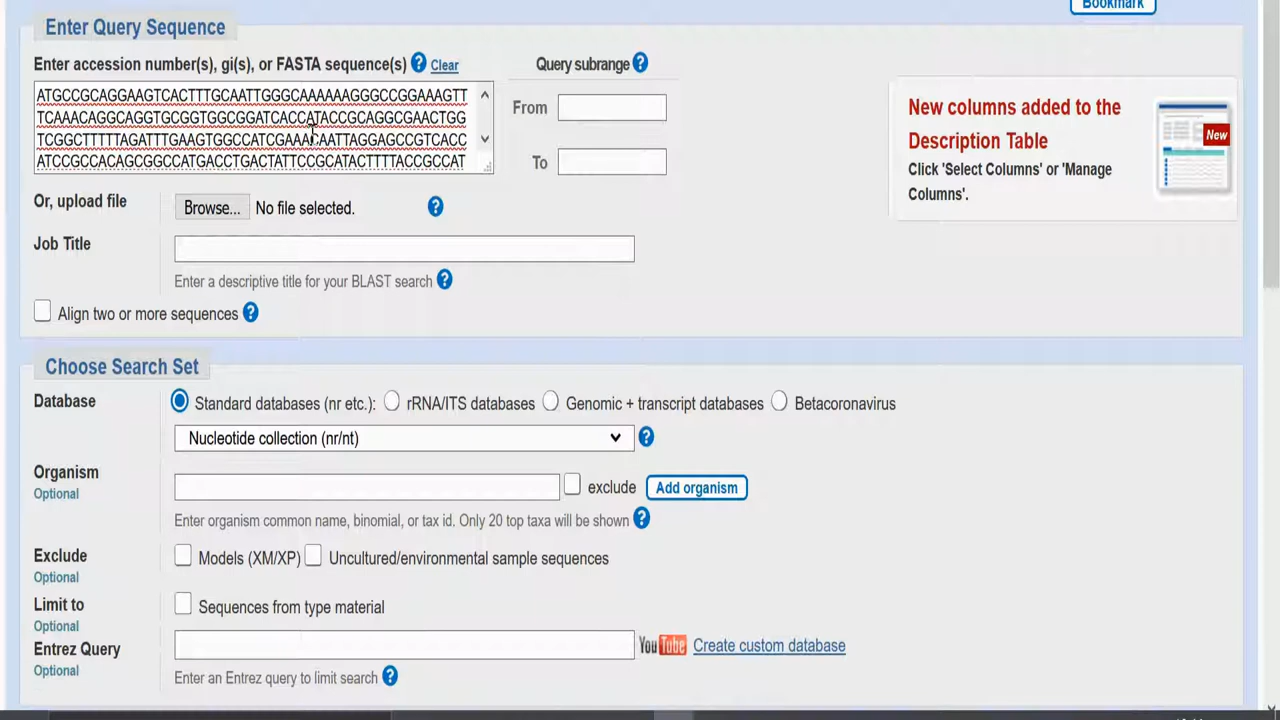 Bookmark
Enter Query Sequence
Enter accession number(s), gi(s), or FASTA sequence(s) ? Clear
Query subrange ?
ATGCCGCAGGAAGTCACTTTGCAATTGGGCAAAAAAGGGCCGGAAAGTT
TCAAACAGGCAGGTGCGGTGGCGGATCACCATACCGCAGGCGAACTGG
TCGGCTTTTTAGATTTGAAGTGGCCATCGAAACAATTAGGAGCCGTCACC
ATCCGCCACAGCGGCCATGACCTGACTATTCCGCATACTTTTACCGCCAT
From
To
New columns added to the
Description Table
Click 'Select Columns' or 'Manage
Columns'.
New
Or, upload file
Browse... No file selected. ?
Job Title
Enter a descriptive title for your BLAST search ?
Align two or more sequences ?
Choose Search Set
Database
Standard databases (nr etc.): rRNA/ITS databases Genomic + transcript databases Betacoronavirus
Nucleotide collection (nr/nt) ?
Organism
Optional
exclude Add organism
Enter organism common name, binomial, or tax id. Only 20 top taxa will be shown ?
Exclude
Optional
Models (XM/XP) Uncultured/environmental sample sequences
Limit to
Optional
Sequences from type material
Entrez Query
Optional
YouTube Create custom database
Enter an Entrez query to limit search ?